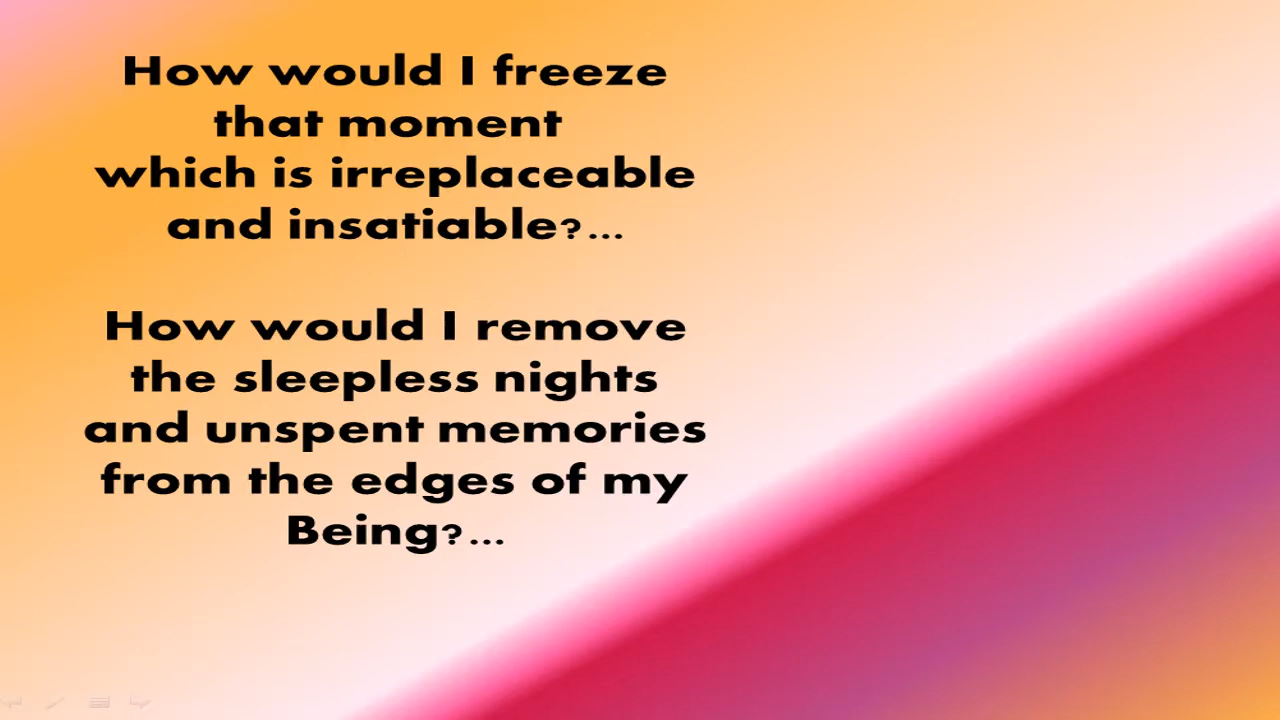 How would I freeze
that moment
which is irreplaceable
and insatiable?...
How would I remove
the sleepless nights
and unspent memories
from the edges of my
Being?...